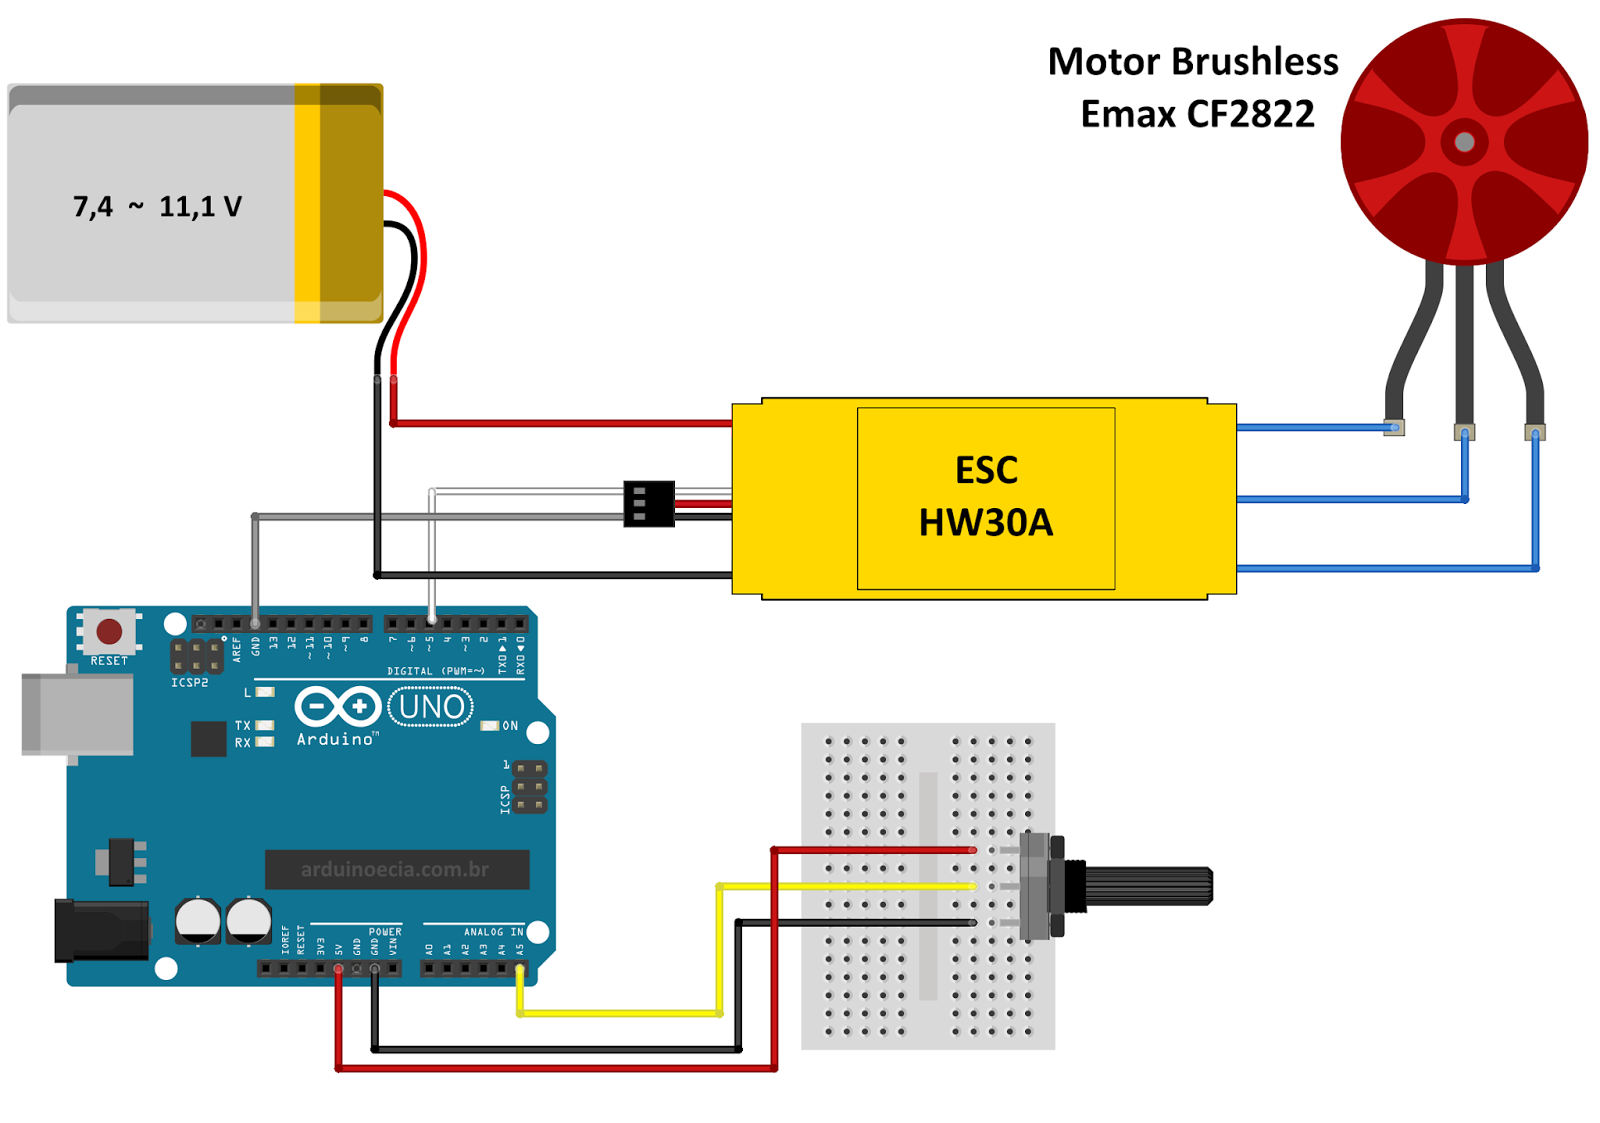 Motor Brushless
Emax CF2822
7,4 ~ 11,1 V
ESC
HW30A
RESET
ICSP2
AREF
GND
13
12
~11
~10
~9
8
7
~6
~5
4
~3
2
TX0▶1
RX0◀0
DIGITAL (PWM=~)
L
TX
RX
UNO
Arduino™
ON
1
ICSP
arduinoecia.com.br
POWER
ANALOG IN
IOREF
RESET
3V3
5V
GND
GND
VIN
A0
A1
A2
A3
A4
A5